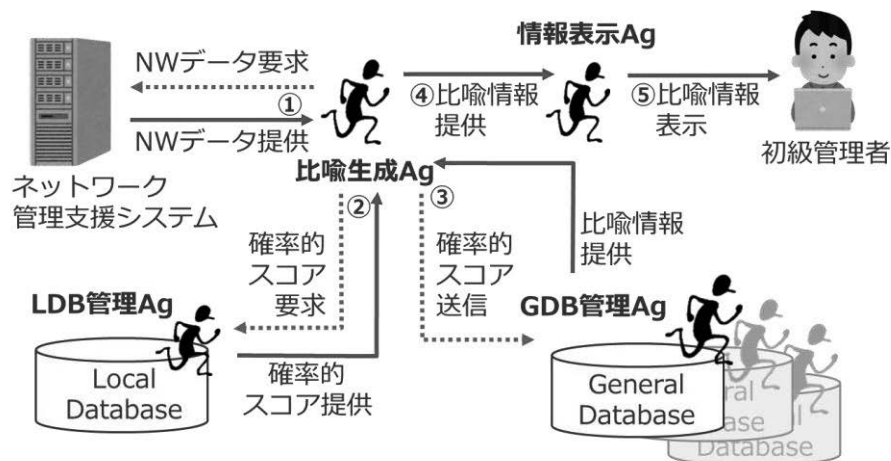 情報表示Ag
NWデータ要求
①
NWデータ提供
④比喩情報
提供
⑤比喩情報
表示
初級管理者
ネットワーク
管理支援システム
比喩生成Ag
②
③
確率的
スコア
要求
確率的
スコア
送信
比喩情報
提供
LDB管理Ag
GDB管理Ag
Local
Database
確率的
スコア提供
General
Database
ral
base
l
Database